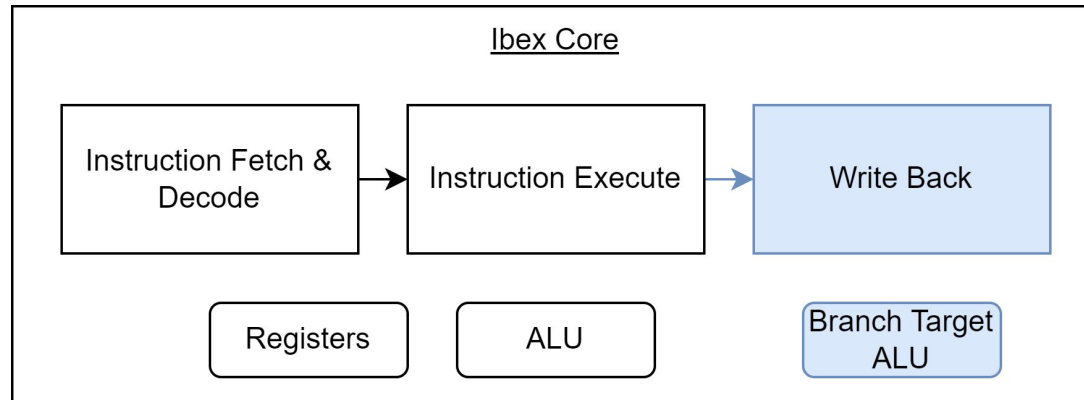 Ibex Core
Instruction Fetch &
Decode
Instruction Execute
Write Back
Registers
ALU
Branch Target
ALU